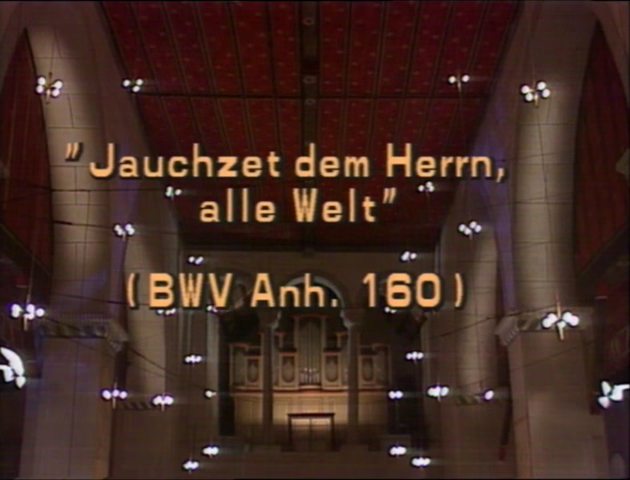 "Jauchzet dem Herrn,
alle Welt"
(BWV Anh. 160)